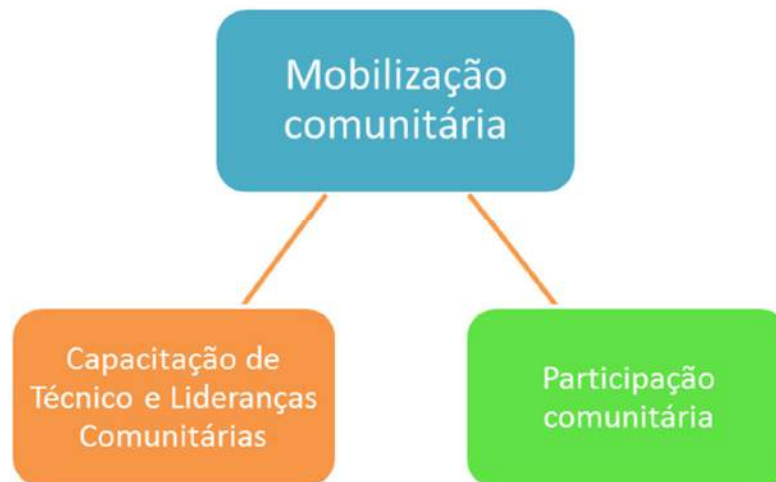 Mobilização
comunitária
Capacitação de
Técnico e Lideranças
Comunitárias
Participação
comunitária